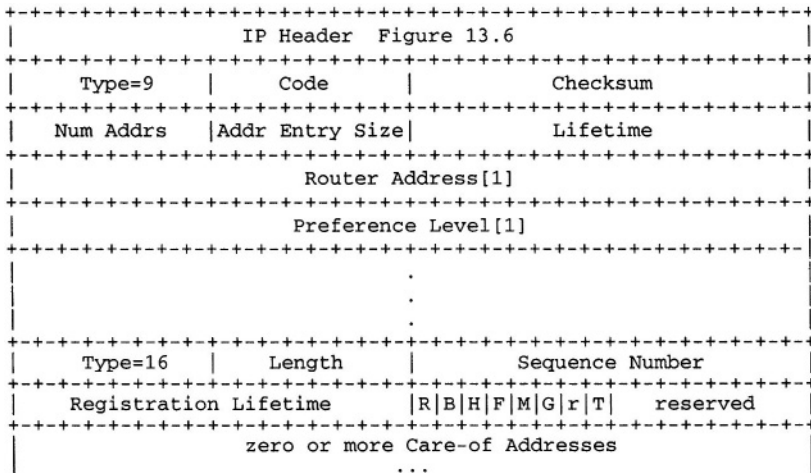 +-+-+-+-+-+-+-+-+-+-+-+-+-+-+-+-+-+-+-+-+-+-+-+-+-+-+-+-+-+-+-+-+
| IP Header Figure 13.6 |
+-+-+-+-+-+-+-+-+-+-+-+-+-+-+-+-+-+-+-+-+-+-+-+-+-+-+-+-+-+-+-+-+
| Type=9 | Code | Checksum |
+-+-+-+-+-+-+-+-+-+-+-+-+-+-+-+-+-+-+-+-+-+-+-+-+-+-+-+-+-+-+-+-+
| Num Addrs |Addr Entry Size| Lifetime |
+-+-+-+-+-+-+-+-+-+-+-+-+-+-+-+-+-+-+-+-+-+-+-+-+-+-+-+-+-+-+-+-+
| Router Address[1] |
+-+-+-+-+-+-+-+-+-+-+-+-+-+-+-+-+-+-+-+-+-+-+-+-+-+-+-+-+-+-+-+-+
| Preference Level[1] |
+-+-+-+-+-+-+-+-+-+-+-+-+-+-+-+-+-+-+-+-+-+-+-+-+-+-+-+-+-+-+-+-
| . |
| . |
| . |
+-+-+-+-+-+-+-+-+-+-+-+-+-+-+-+-+-+-+-+-+-+-+-+-+-+-+-+-+-+-+-+-+
| Type=16 | Length | Sequence Number |
+-+-+-+-+-+-+-+-+-+-+-+-+-+-+-+-+-+-+-+-+-+-+-+-+-+-+-+-+-+-+-+-+
| Registration Lifetime |R|B|H|F|M|G|r|T| reserved |
+-+-+-+-+-+-+-+-+-+-+-+-+-+-+-+-+-+-+-+-+-+-+-+-+-+-+-+-+-+-+-+-+
| zero or more Care-of Addresses |
| ... |